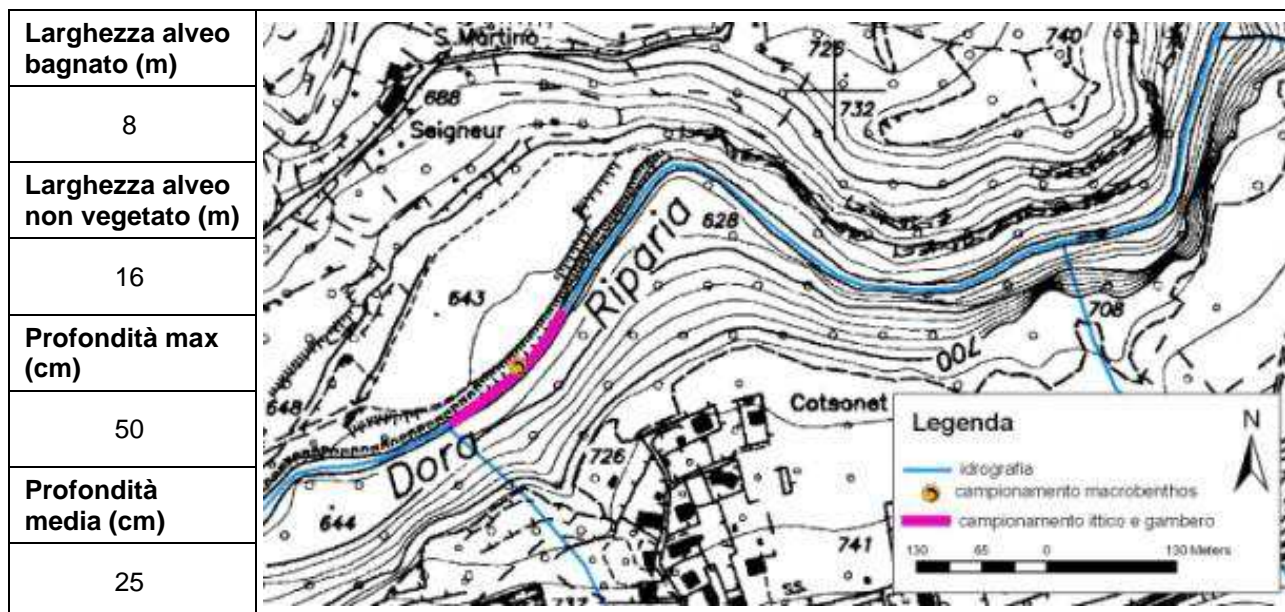 Larghezza alveo
bagnato (m)
8
Larghezza alveo
non vegetato (m)
16
Profondità max
(cm)
50
Profondità
media (cm)
25
S. Martino
726
740
688
732
Seigneur
628
Riparia
643
708
700
648
Cotsonet
Dora
726
644
741
ss.
737
Legenda
N
idrografia
campionamento macrobenthos
campionamento ittico e gambero
130 65 0 130 Meters